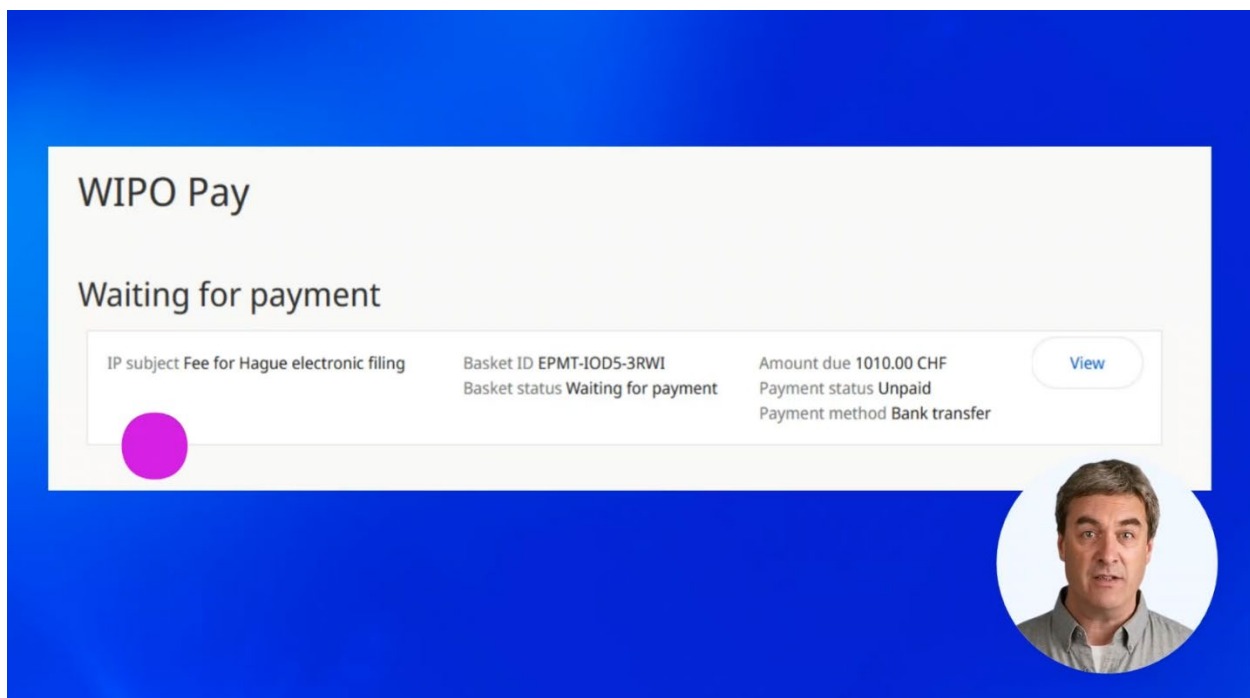 WIPO Pay
Waiting for payment
IP subject Fee for Hague electronic filing
Basket ID EPMT-IOD5-3RWI
Basket status Waiting for payment
Amount due 1010.00 CHF
Payment status Unpaid
Payment method Bank transfer
View